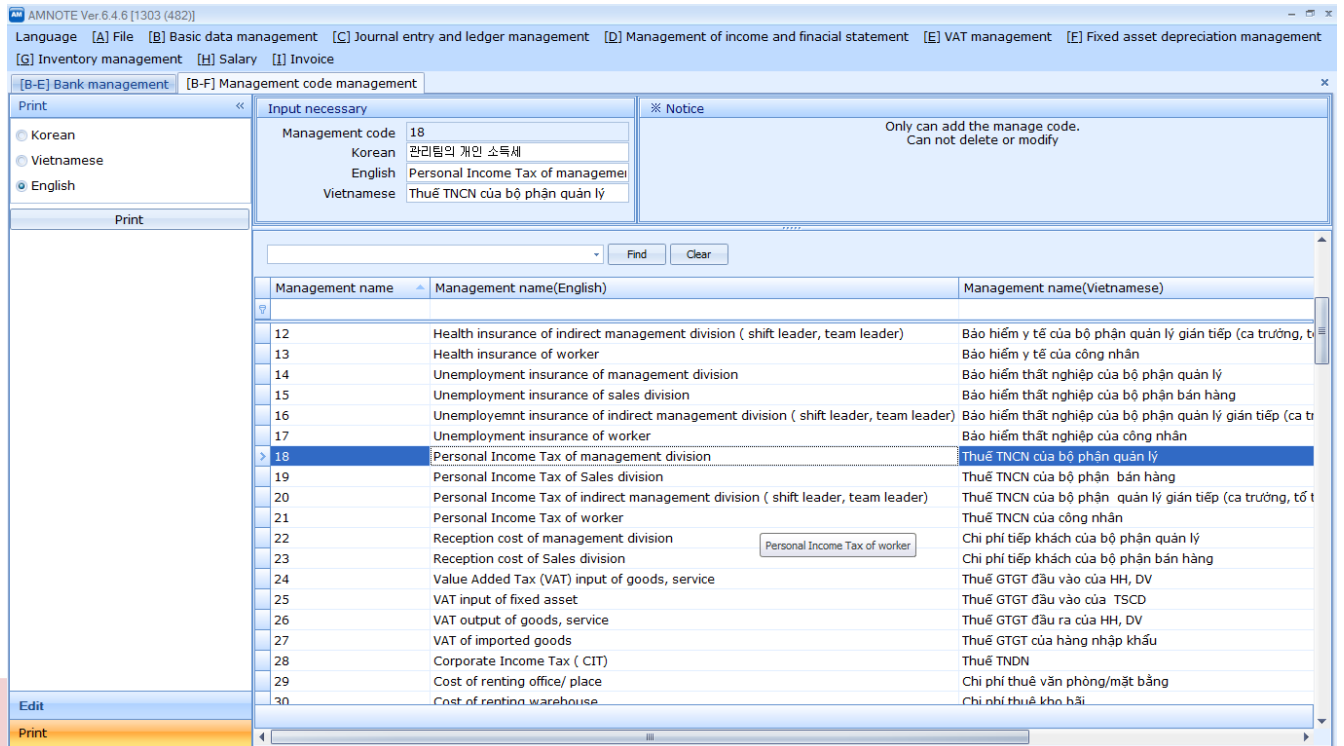 AMNOTE Ver.6.4.6 [1303 (482)]
Language [A] File [B] Basic data management [C] Journal entry and ledger management [D] Management of income and finacial statement [E] VAT management [F] Fixed asset depreciation management
[G] Inventory management [H] Salary [I] Invoice
[B-E] Bank management [B-F] Management code management
Print
Korean
Vietnamese
English
Print
Input necessary
Management code 18
Korean 관리팀의 개인 소득세
English Personal Income Tax of managemei
Vietnamese Thuế TNCN của bộ phận quản lý
※ Notice
Only can add the manage code.
Can not delete or modify
Find Clear
Management name Management name(English) Management name(Vietnamese)
12 Health insurance of indirect management division ( shift leader, team leader) Bảo hiểm y tế của bộ phận quản lý gián tiếp (ca trưởng, t
13 Health insurance of worker Bảo hiểm y tế của công nhân
14 Unemployment insurance of management division Bảo hiểm thất nghiệp của bộ phận quản lý
15 Unemployment insurance of sales division Bảo hiểm thất nghiệp của bộ phận bán hàng
16 Unemployemnt insurance of indirect management division ( shift leader, team leader) Bảo hiểm thất nghiệp của bộ phận quản lý gián tiếp (ca tr
17 Unemployment insurance of worker Bảo hiểm thất nghiệp của công nhân
18 Personal Income Tax of management division Thuế TNCN của bộ phận quản lý
19 Personal Income Tax of Sales division Thuế TNCN của bộ phận bán hàng
20 Personal Income Tax of indirect management division ( shift leader, team leader) Thuế TNCN của bộ phận quản lý gián tiếp (ca trưởng, tổ t
21 Personal Income Tax of worker Thuế TNCN của công nhân
22 Reception cost of management division Chi phí tiếp khách của bộ phận quản lý
Personal Income Tax of worker
23 Reception cost of Sales division Chi phí tiếp khách của bộ phận bán hàng
24 Value Added Tax (VAT) input of goods, service Thuế GTGT đầu vào của HH, DV
25 VAT input of fixed asset Thuế GTGT đầu vào của TSCD
26 VAT output of goods, service Thuế GTGT đầu ra của HH, DV
27 VAT of imported goods Thuế GTGT của hàng nhập khẩu
28 Corporate Income Tax ( CIT) Thuế TNDN
29 Cost of renting office/ place Chi phí thuê văn phòng/mặt bằng
30 Cost of renting warehouse Chi phí thuê kho bãi
Edit
Print